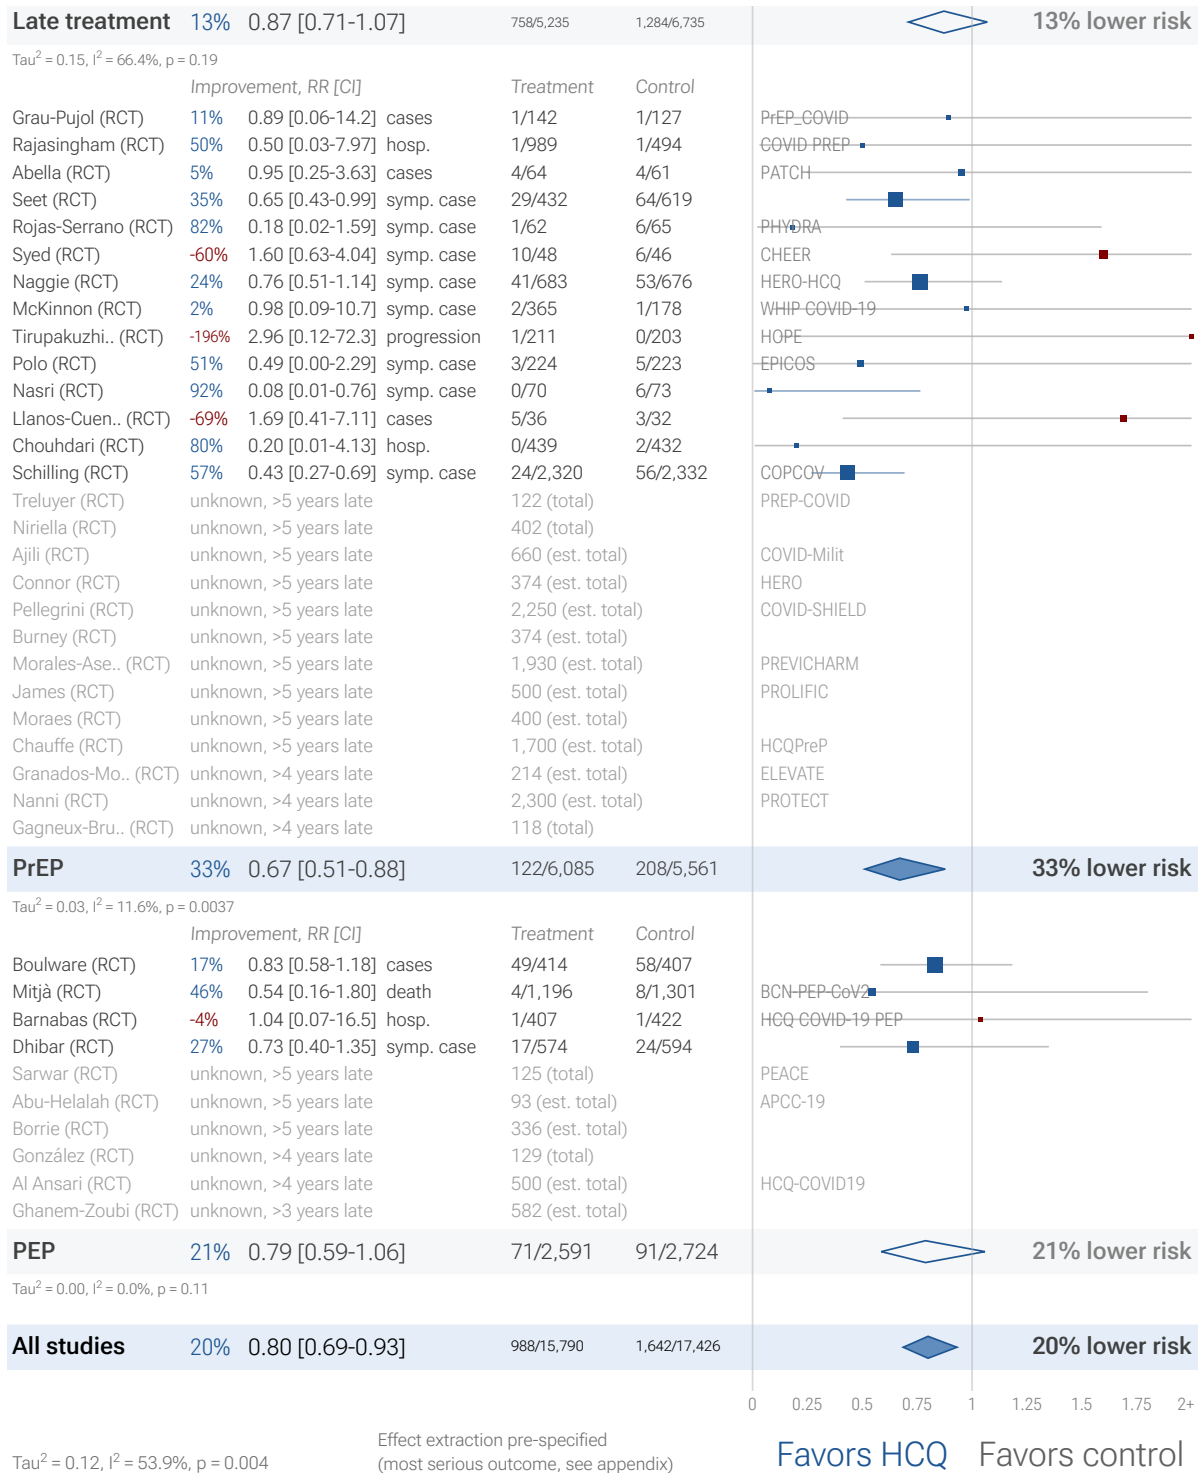 Late treatment 13% 0.87 [0.71-1.07] 758/5,235 1,284/6,735 13% lower risk
Tau² = 0.15, I² = 66.4%, p = 0.19
Improvement, RR [CI] Treatment Control
Grau-Pujol (RCT) 11% 0.89 [0.06-14.2] cases 1/142 1/127 PrEP_COVID
Rajasingham (RCT) 50% 0.50 [0.03-7.97] hosp. 1/989 1/494 COVID PREP
Abella (RCT) 5% 0.95 [0.25-3.63] cases 4/64 4/61 PATCH
Seet (RCT) 35% 0.65 [0.43-0.99] symp. case 29/432 64/619
Rojas-Serrano (RCT) 82% 0.18 [0.02-1.59] symp. case 1/62 6/65 PHYDRA
Syed (RCT) -60% 1.60 [0.63-4.04] symp. case 10/48 6/46 CHEER
Naggie (RCT) 24% 0.76 [0.51-1.14] symp. case 41/683 53/676 HERO-HCQ
McKinnon (RCT) 2% 0.98 [0.09-10.7] symp. case 2/365 1/178 WHIP COVID-19
Tirupakuzhi.. (RCT) -196% 2.96 [0.12-72.3] progression 1/211 0/203 HOPE
Polo (RCT) 51% 0.49 [0.00-2.29] symp. case 3/224 5/223 EPICOS
Nasri (RCT) 92% 0.08 [0.01-0.76] symp. case 0/70 6/73
Llanos-Cuen.. (RCT) -69% 1.69 [0.41-7.11] cases 5/36 3/32
Chouhdari (RCT) 80% 0.20 [0.01-4.13] hosp. 0/439 2/432
Schilling (RCT) 57% 0.43 [0.27-0.69] symp. case 24/2,320 56/2,332 COPCOV
Treluyer (RCT) unknown, >5 years late 122 (total) PREP-COVID
Niriella (RCT) unknown, >5 years late 402 (total)
Ajili (RCT) unknown, >5 years late 660 (est. total) COVID-Milit
Connor (RCT) unknown, >5 years late 374 (est. total) HERO
Pellegrini (RCT) unknown, >5 years late 2,250 (est. total) COVID-SHIELD
Burney (RCT) unknown, >5 years late 374 (est. total)
Morales-Ase.. (RCT) unknown, >5 years late 1,930 (est. total) PREVICHARM
James (RCT) unknown, >5 years late 500 (est. total) PROLIFIC
Moraes (RCT) unknown, >5 years late 400 (est. total)
Chauffe (RCT) unknown, >5 years late 1,700 (est. total) HCQPreP
Granados-Mo.. (RCT) unknown, >4 years late 214 (est. total) ELEVATE
Nanni (RCT) unknown, >4 years late 2,300 (est. total) PROTECT
Gagneux-Bru.. (RCT) unknown, >4 years late 118 (total)
PrEP 33% 0.67 [0.51-0.88] 122/6,085 208/5,561 33% lower risk
Tau² = 0.03, I² = 11.6%, p = 0.0037
Improvement, RR [CI] Treatment Control
Boulware (RCT) 17% 0.83 [0.58-1.18] cases 49/414 58/407
Mitjà (RCT) 46% 0.54 [0.16-1.80] death 4/1,196 8/1,301 BCN-PEP-CoV2
Barnabas (RCT) -4% 1.04 [0.07-16.5] hosp. 1/407 1/422 HCQ COVID-19 PEP
Dhibar (RCT) 27% 0.73 [0.40-1.35] symp. case 17/574 24/594
Sarwar (RCT) unknown, >5 years late 125 (total) PEACE
Abu-Helalah (RCT) unknown, >5 years late 93 (est. total) APCC-19
Borrie (RCT) unknown, >5 years late 336 (est. total)
González (RCT) unknown, >4 years late 129 (total)
Al Ansari (RCT) unknown, >4 years late 500 (est. total) HCQ-COVID19
Ghanem-Zoubi (RCT) unknown, >3 years late 582 (est. total)
PEP 21% 0.79 [0.59-1.06] 71/2,591 91/2,724 21% lower risk
Tau² = 0.00, I² = 0.0%, p = 0.11
All studies 20% 0.80 [0.69-0.93] 988/15,790 1,642/17,426 20% lower risk
0 0.25 0.5 0.75 1 1.25 1.5 1.75 2+
Tau² = 0.12, I² = 53.9%, p = 0.004
Effect extraction pre-specified
(most serious outcome, see appendix)
Favors HCQ Favors control